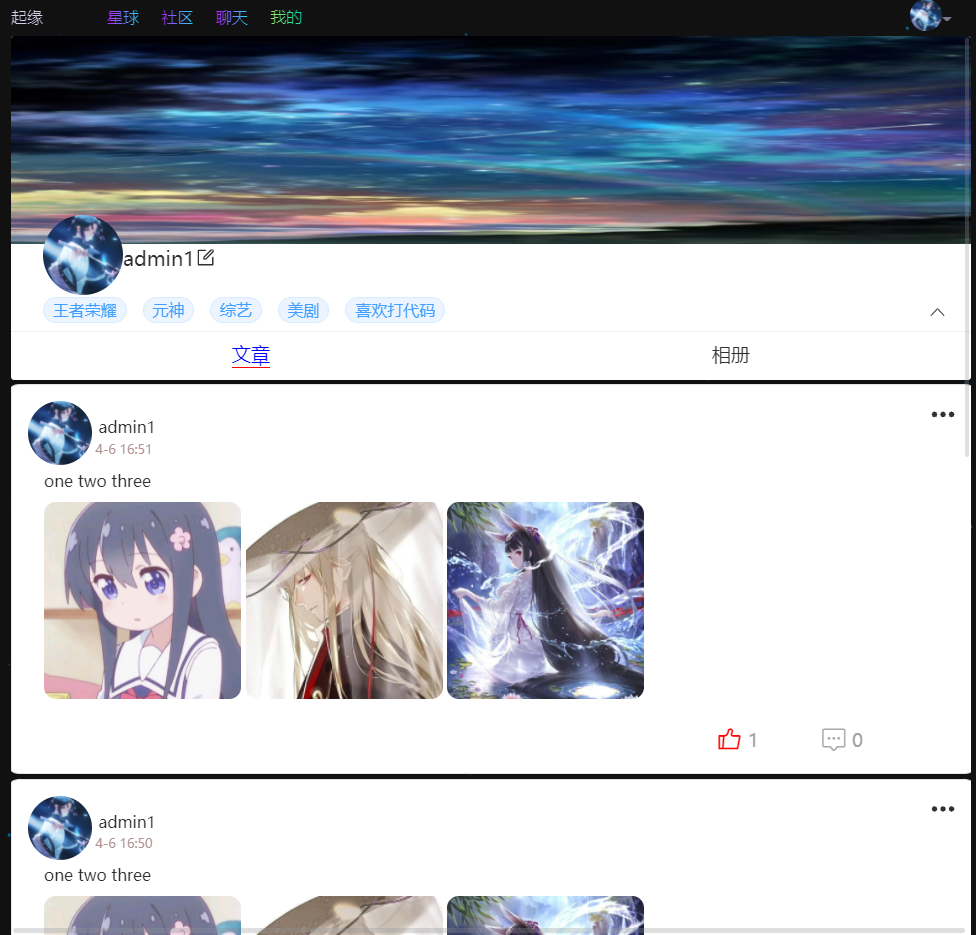 起缘 星球 社区 聊天 我的
admin1
王者荣耀 元神 综艺 美剧 喜欢打代码
文章 相册
admin1
4-6 16:51
one two three
1 0
admin1
4-6 16:50
one two three